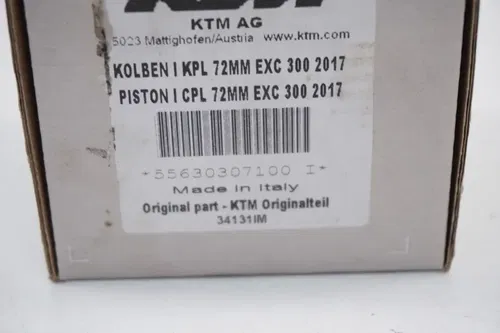 KTM
KTM AG
5023 Mattighofen/Austria www.ktm.com
KOLBEN I KPL 72MM EXC 300 2017
PISTON I CPL 72MM EXC 300 2017
*55630307100 I*
Made in Italy
Original part - KTM Originalteil
34131IM